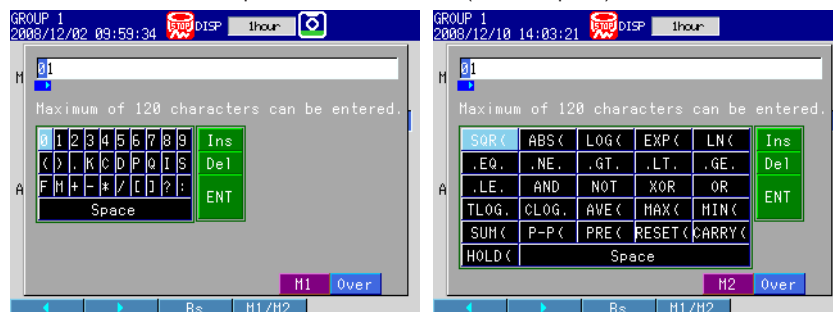 GROUP 1
2008/12/02 09:59:34 STOP DISP 1hour
M
01
Maximum of 120 characters can be entered.
0 1 2 3 4 5 6 7 8 9 Ins
( ) . K C D P Q I S Del
A
F M + - * / [ ] ? : ENT
Space
M1 Over
Bs M1/M2
GROUP 1
2008/12/10 14:03:21 STOP DISP 1hour
M
01
Maximum of 120 characters can be entered.
SQR( ABS( LOG( EXP( LN( Ins
.EQ. .NE. .GT. .LT. .GE. Del
A
.LE. AND NOT XOR OR ENT
TLOG. CLOG. AVE( MAX( MIN(
SUM( P-P( PRE( RESET( CARRY(
HOLD( Space
M2 Over
Bs M1/M2